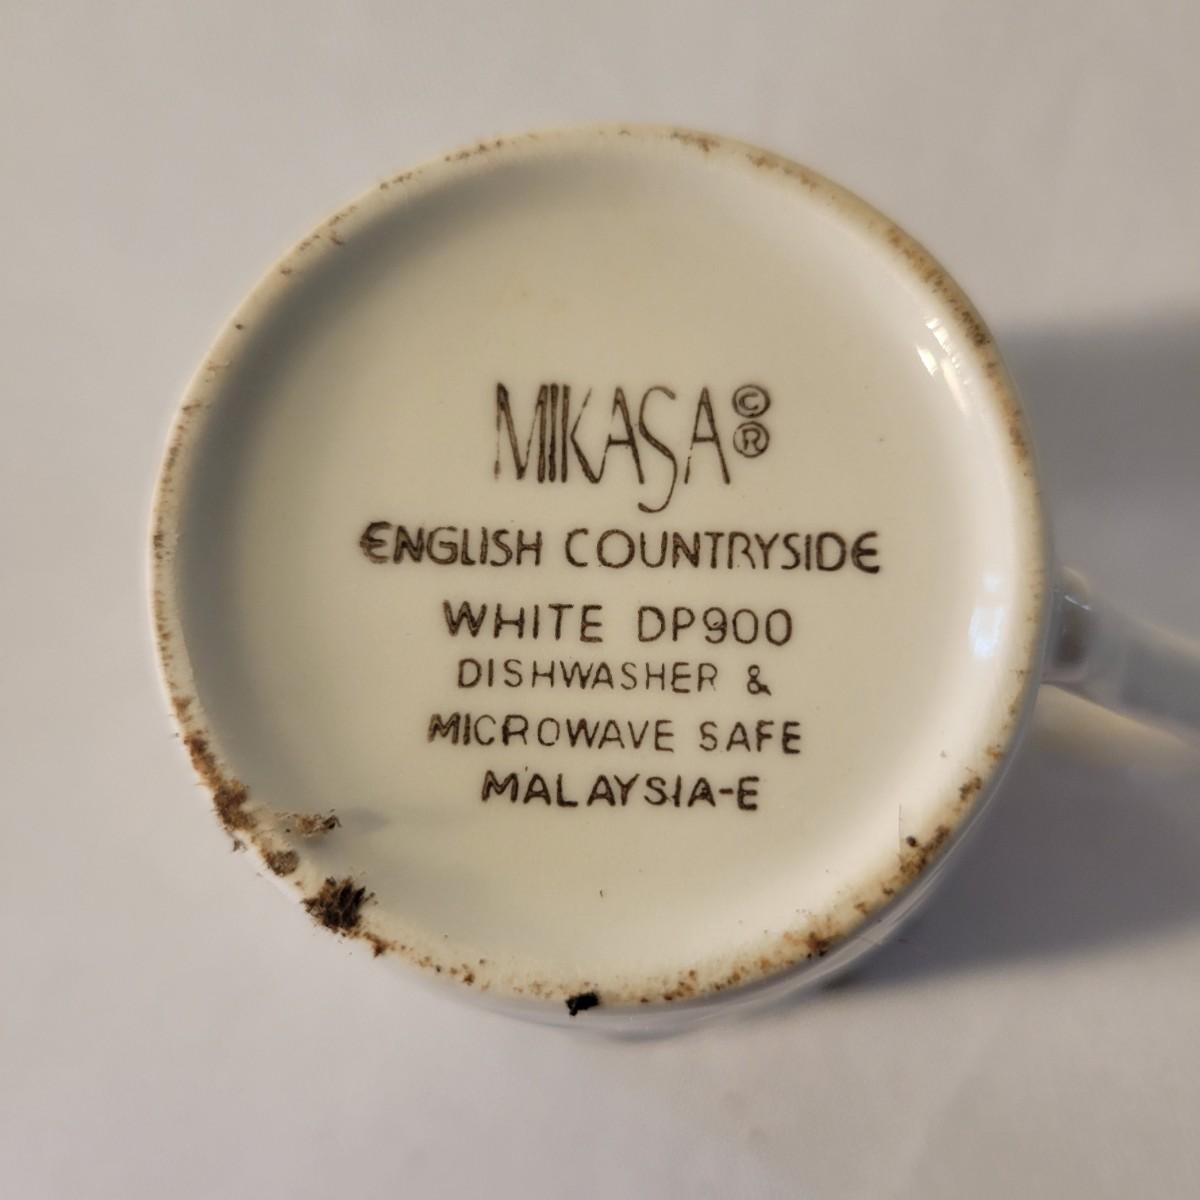 MIKASA©®
ENGLISH COUNTRYSIDE
WHITE DP900
DISHWASHER &
MICROWAVE SAFE
MALAYSIA-E